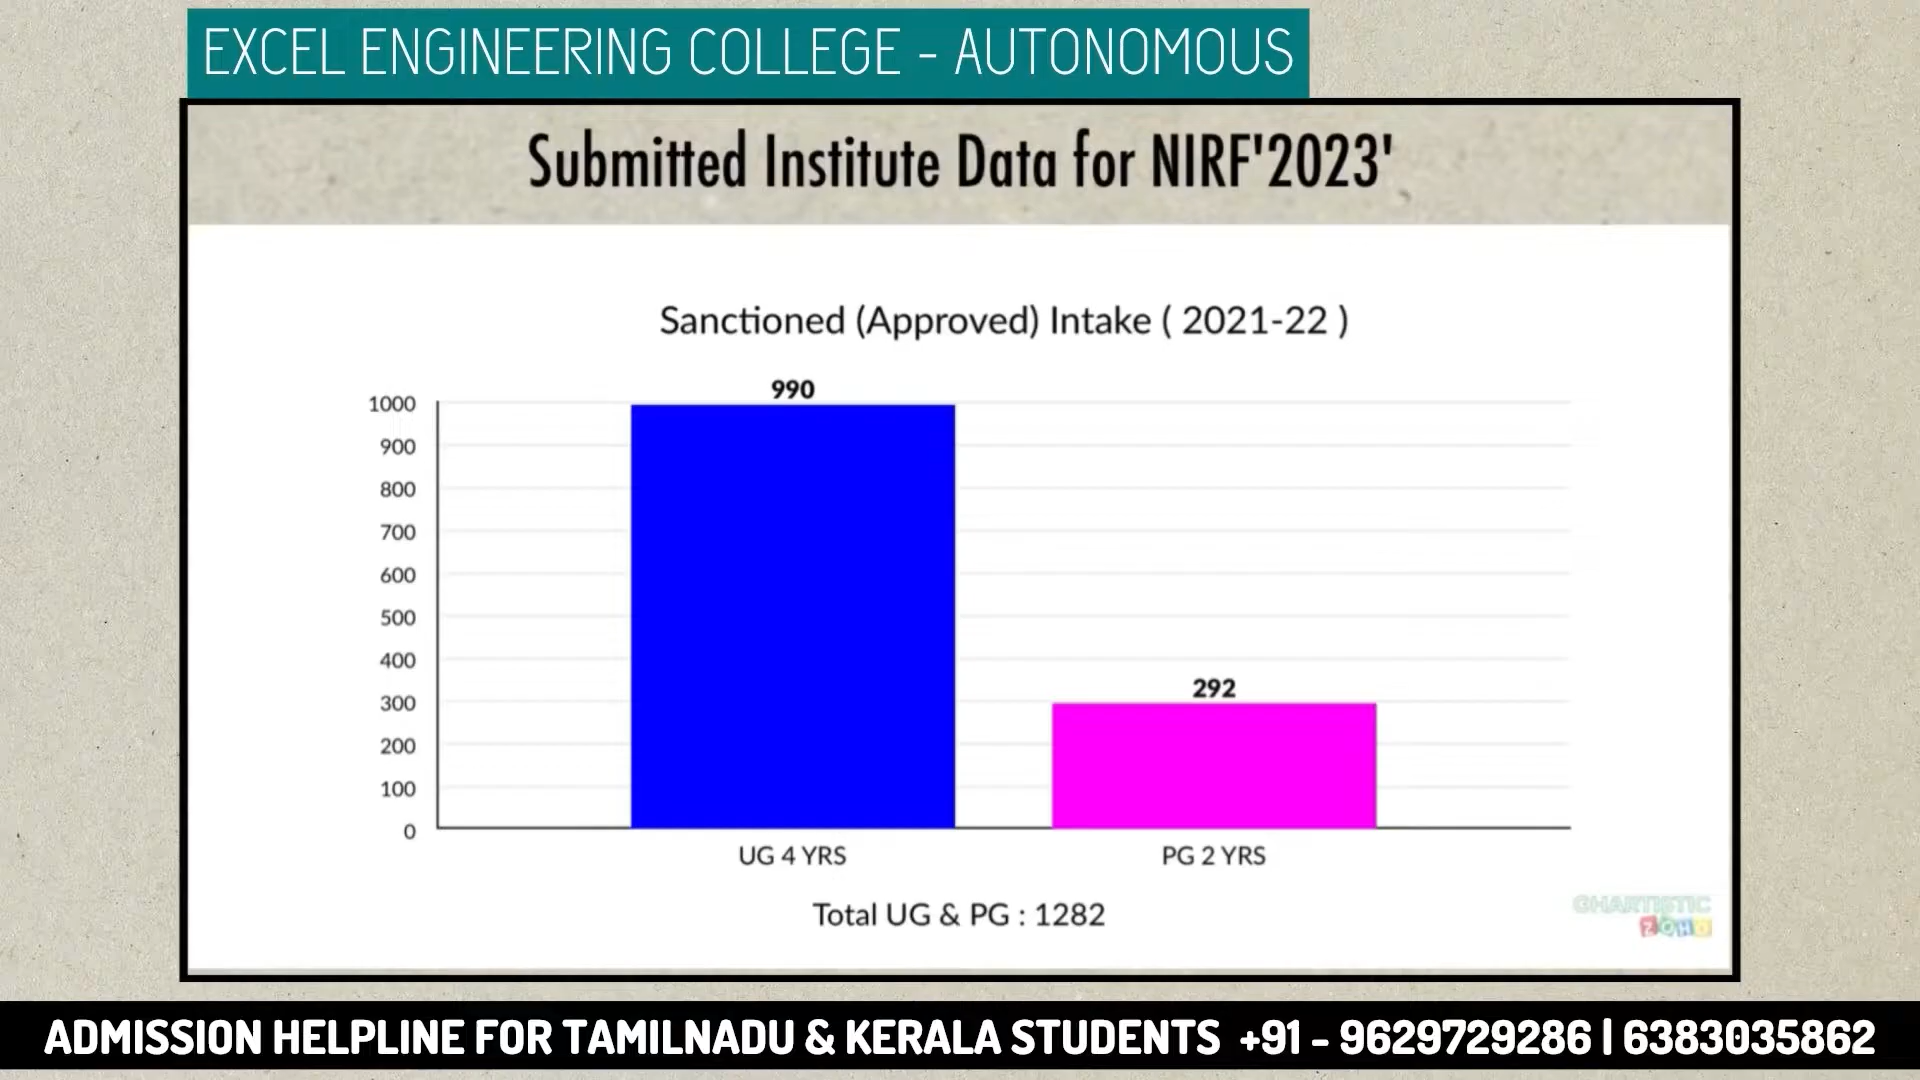 EXCEL ENGINEERING COLLEGE - AUTONOMOUS
Submitted Institute Data for NIRF'2023'
Sanctioned (Approved) Intake ( 2021-22 )
990
1000
900
800
700
600
500
400
292
300
200
100
0
UG 4 YRS PG 2 YRS
Total UG & PG : 1282
CHARTISTIC
ZOHO
ADMISSION HELPLINE FOR TAMILNADU & KERALA STUDENTS +91 - 9629729286 | 6383035862